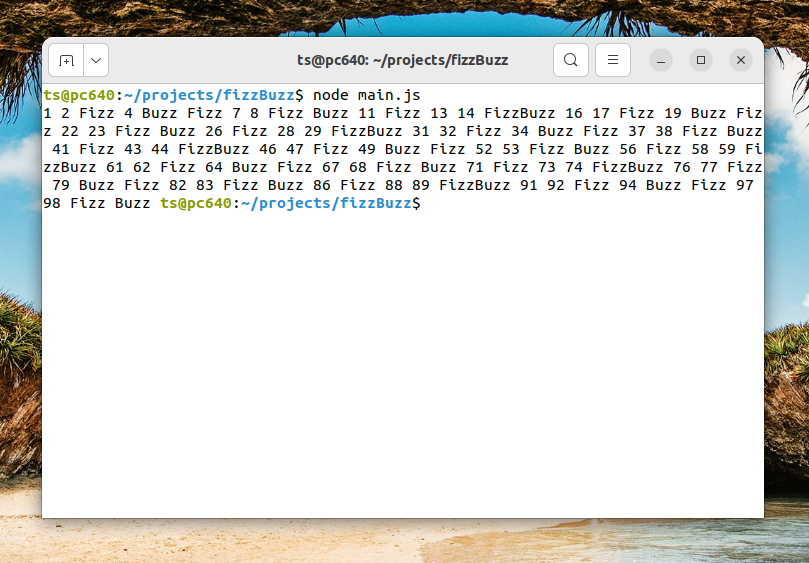 ts@pc640: ~/projects/fizzBuzz
ts@pc640:~/projects/fizzBuzz$ node main.js
1 2 Fizz 4 Buzz Fizz 7 8 Fizz Buzz 11 Fizz 13 14 FizzBuzz 16 17 Fizz 19 Buzz Fiz
z 22 23 Fizz Buzz 26 Fizz 28 29 FizzBuzz 31 32 Fizz 34 Buzz Fizz 37 38 Fizz Buzz
 41 Fizz 43 44 FizzBuzz 46 47 Fizz 49 Buzz Fizz 52 53 Fizz Buzz 56 Fizz 58 59 Fi
zzBuzz 61 62 Fizz 64 Buzz Fizz 67 68 Fizz Buzz 71 Fizz 73 74 FizzBuzz 76 77 Fizz
 79 Buzz Fizz 82 83 Fizz Buzz 86 Fizz 88 89 FizzBuzz 91 92 Fizz 94 Buzz Fizz 97
98 Fizz Buzz ts@pc640:~/projects/fizzBuzz$